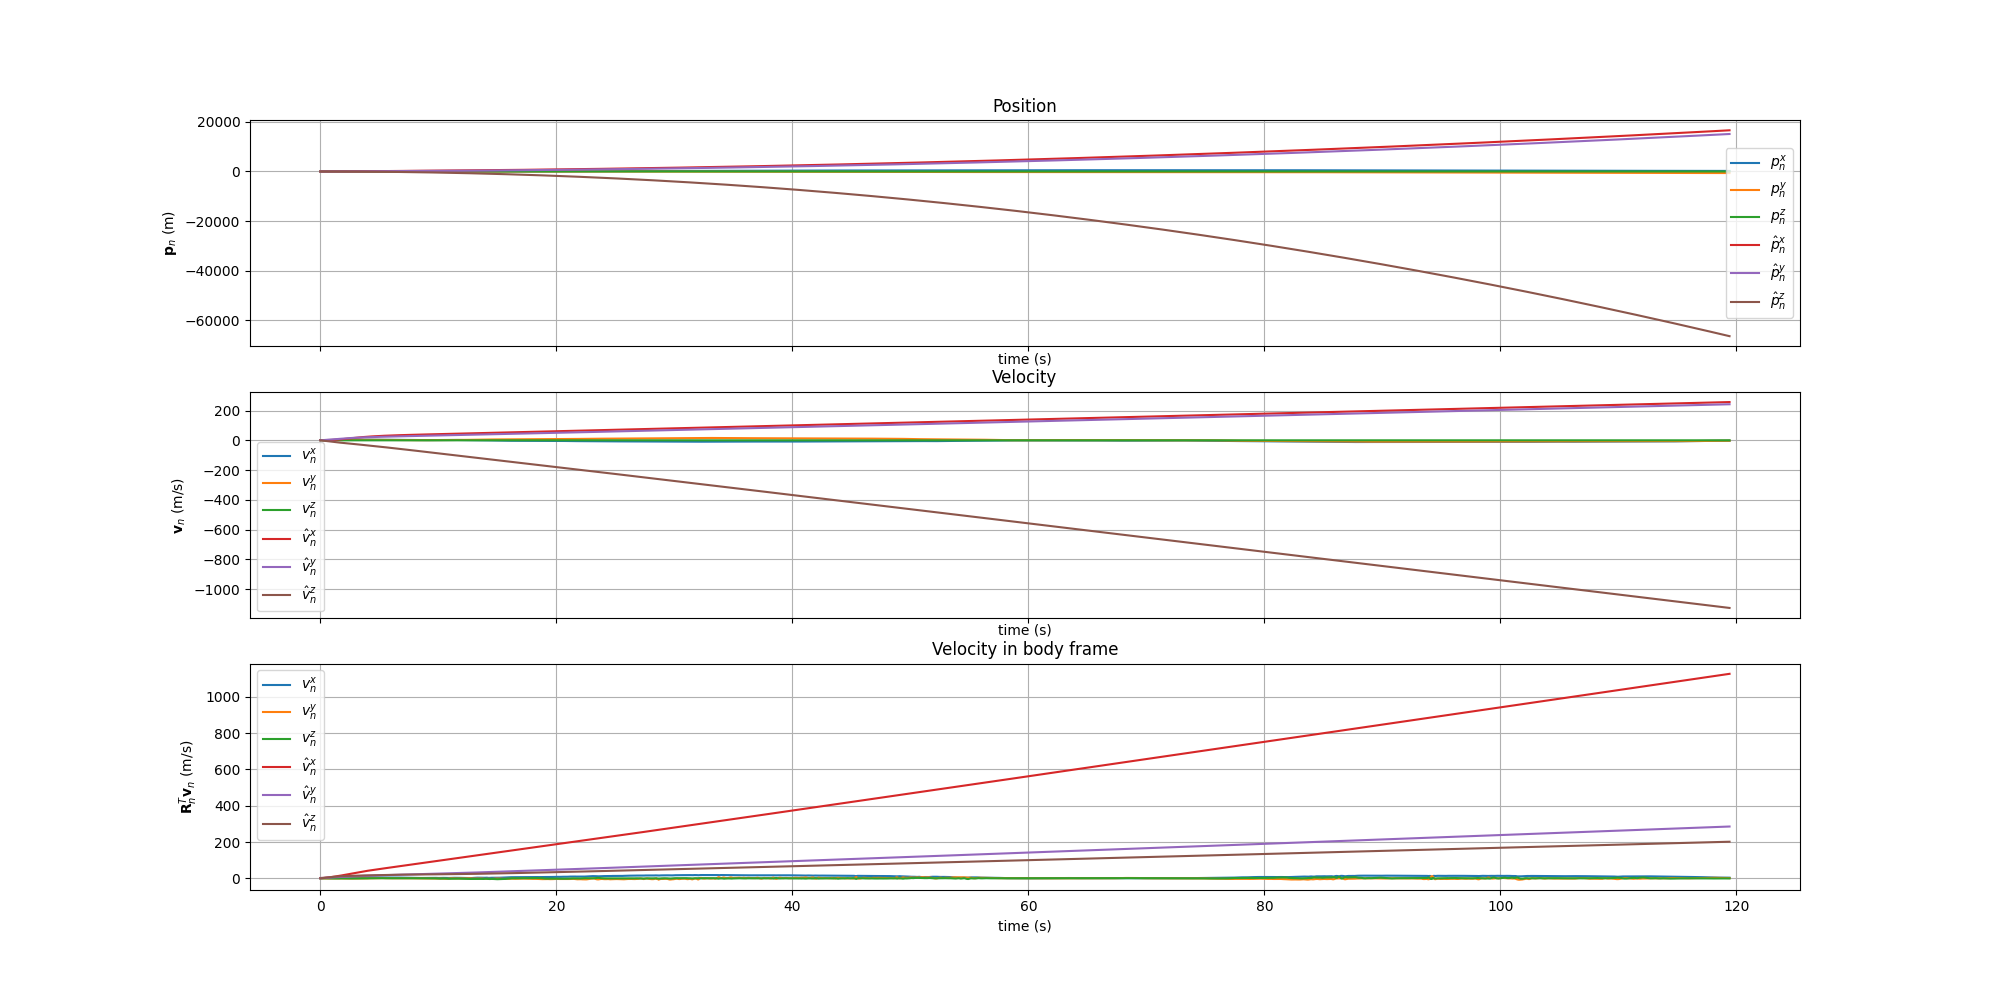 Position
20000
0
−20000
−40000
−60000
p_n (m)
p_n^x
p_n^y
p_n^z
p̂_n^x
p̂_n^y
p̂_n^z
time (s)
Velocity
200
0
−200
−400
−600
−800
−1000
v_n (m/s)
v_n^x
v_n^y
v_n^z
v̂_n^x
v̂_n^y
v̂_n^z
time (s)
Velocity in body frame
1000
800
600
400
200
0
R_n^T v_n (m/s)
v_n^x
v_n^y
v_n^z
v̂_n^x
v̂_n^y
v̂_n^z
0 20 40 60 80 100 120
time (s)